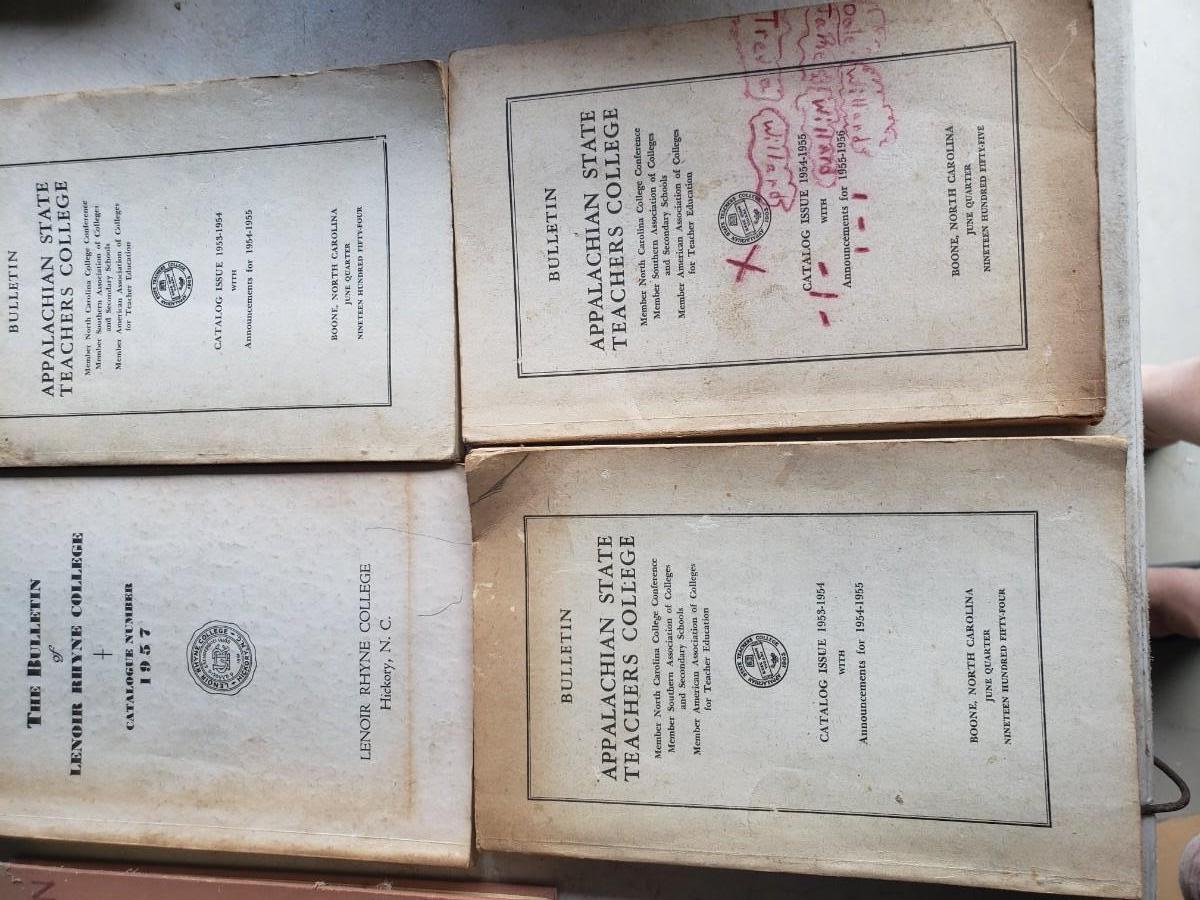 BULLETIN
APPALACHIAN STATE
TEACHERS COLLEGE
Member North Carolina College Conference
Member Southern Association of Colleges
and Secondary Schools
Member American Association of Colleges
for Teacher Education
CATALOG ISSUE 1953-1954
WITH
Announcements for 1954-1955
BOONE, NORTH CAROLINA
JUNE QUARTER
NINETEEN HUNDRED FIFTY-FOUR
BULLETIN
APPALACHIAN STATE
TEACHERS COLLEGE
Member North Carolina College Conference
Member Southern Association of Colleges
and Secondary Schools
Member American Association of Colleges
for Teacher Education
CATALOG ISSUE 1954-1955
WITH
Announcements for 1955-1956
BOONE, NORTH CAROLINA
JUNE QUARTER
NINETEEN HUNDRED FIFTY-FIVE
Willard
Willard
Willard
X
THE BULLETIN
of
LENOIR RHYNE COLLEGE
CATALOGUE NUMBER
1957
LENOIR RHYNE COLLEGE
LENOIR RHYNE COLLEGE
Hickory, N. C.
BULLETIN
APPALACHIAN STATE
TEACHERS COLLEGE
Member North Carolina College Conference
Member Southern Association of Colleges
and Secondary Schools
Member American Association of Colleges
for Teacher Education
CATALOG ISSUE 1953-1954
WITH
Announcements for 1954-1955
BOONE, NORTH CAROLINA
JUNE QUARTER
NINETEEN HUNDRED FIFTY-FOUR